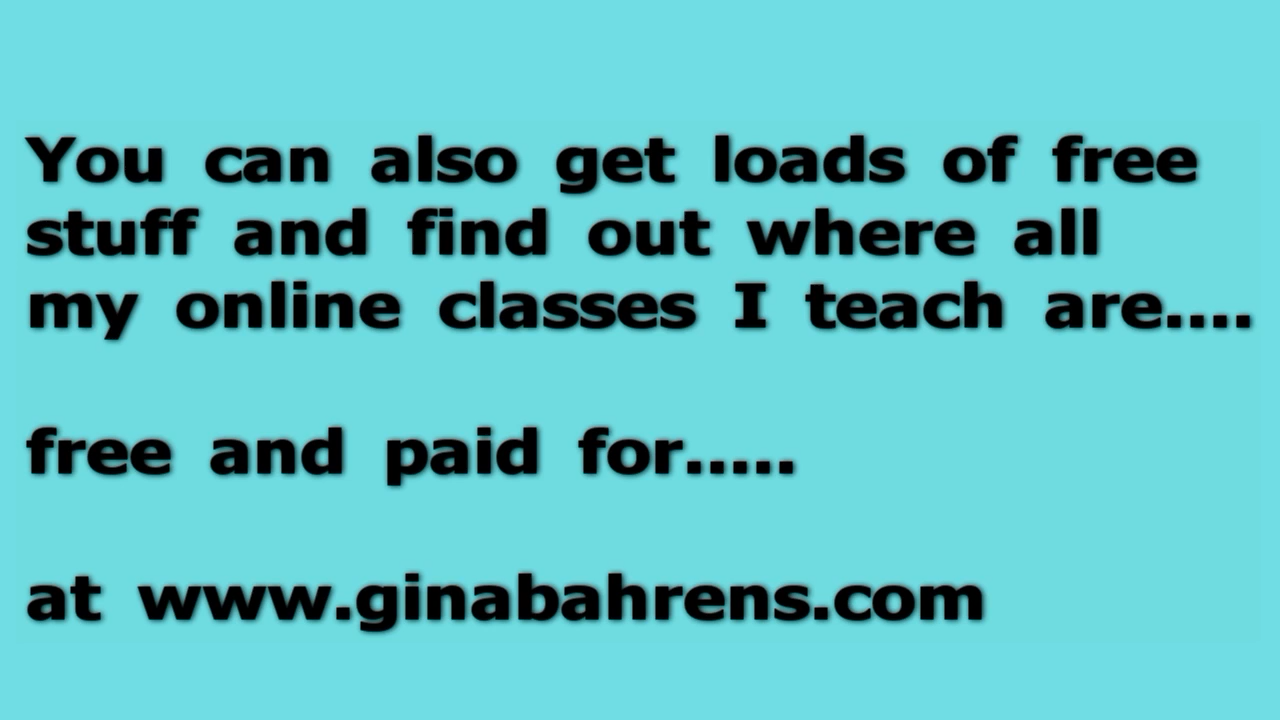 You can also get loads of free
stuff and find out where all
my online classes I teach are....
free and paid for.....
at www.ginabahrens.com